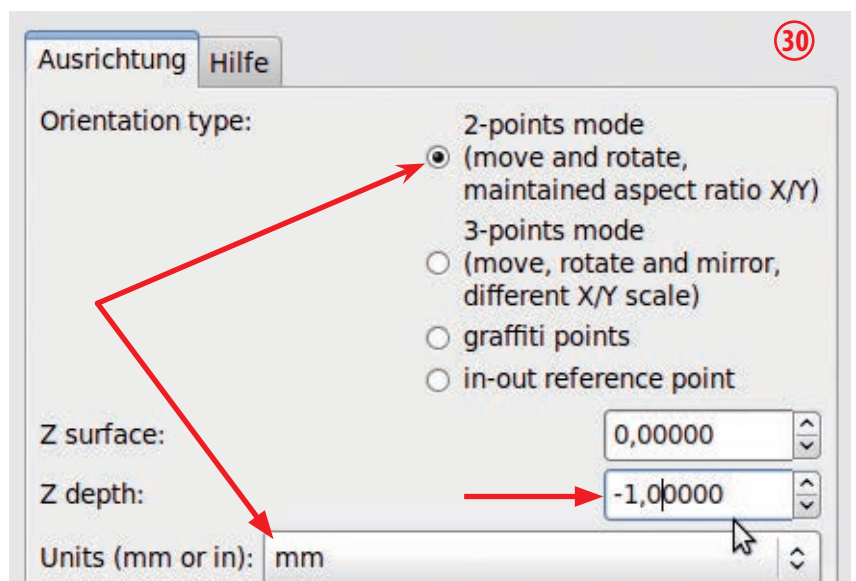 30
Ausrichtung Hilfe
Orientation type:
2-points mode
(move and rotate,
maintained aspect ratio X/Y)
3-points mode
(move, rotate and mirror,
different X/Y scale)
graffiti points
in-out reference point
Z surface: 0,00000
Z depth: -1,00000
Units (mm or in): mm